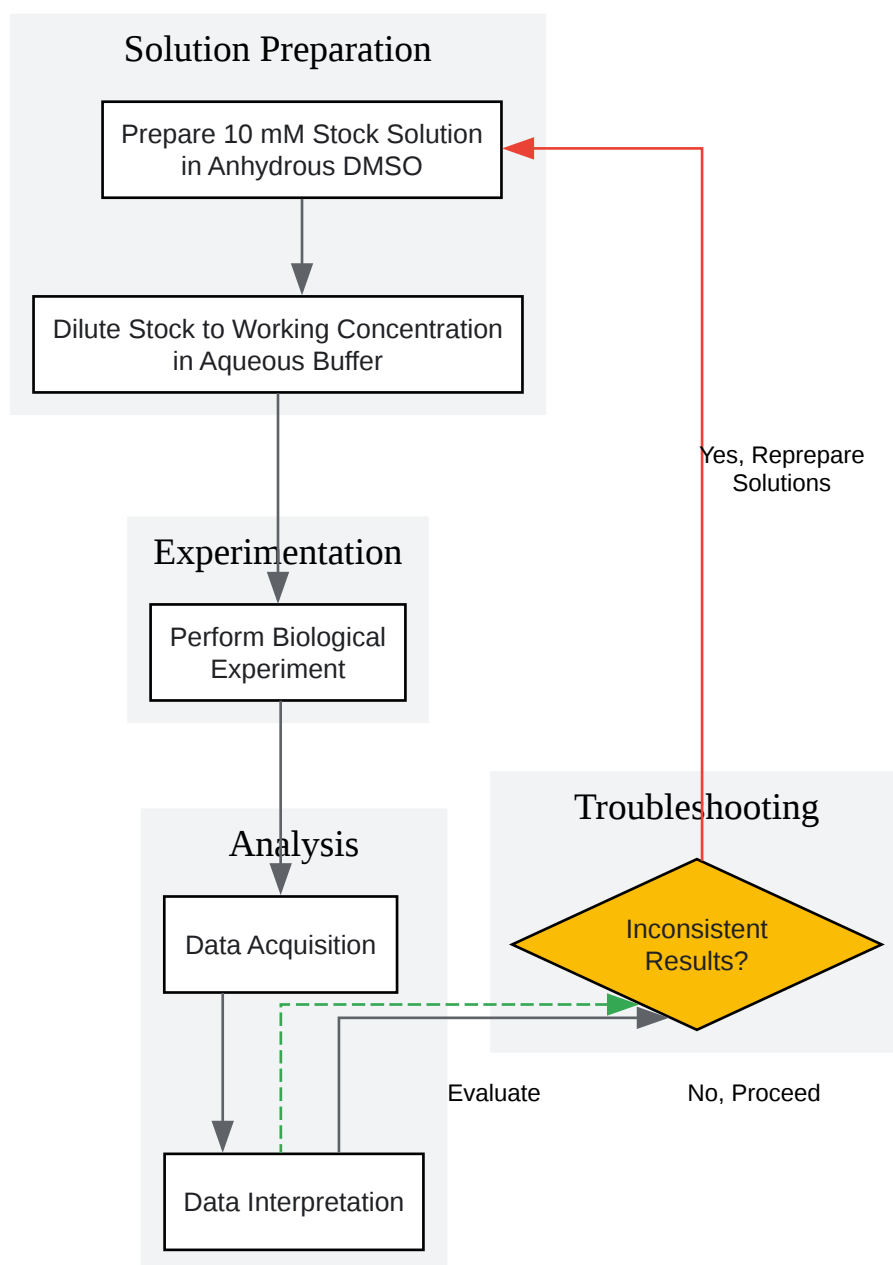 Solution Preparation
Prepare 10 mM Stock Solution
in Anhydrous DMSO
Dilute Stock to Working Concentration
in Aqueous Buffer
Yes, Reprepare
Solutions
Experimentation
Perform Biological
Experiment
Troubleshooting
Analysis
Inconsistent
Results?
Data Acquisition
Evaluate
No, Proceed
Data Interpretation